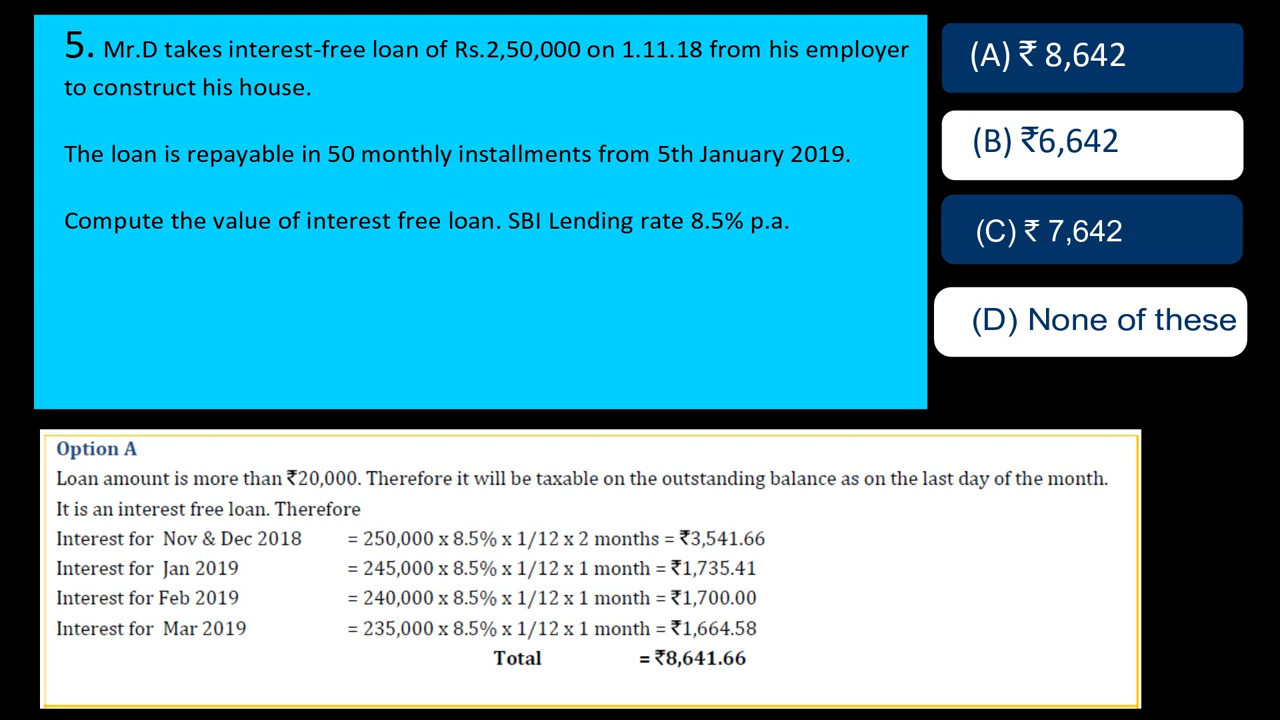 5. Mr.D takes interest-free loan of Rs.2,50,000 on 1.11.18 from his employer
to construct his house.
The loan is repayable in 50 monthly installments from 5th January 2019.
Compute the value of interest free loan. SBI Lending rate 8.5% p.a.
(A) ₹ 8,642
(B) ₹6,642
(C) ₹ 7,642
(D) None of these
Option A
Loan amount is more than ₹20,000. Therefore it will be taxable on the outstanding balance as on the last day of the month.
It is an interest free loan. Therefore
Interest for Nov & Dec 2018 = 250,000 x 8.5% x 1/12 x 2 months = ₹3,541.66
Interest for Jan 2019 = 245,000 x 8.5% x 1/12 x 1 month = ₹1,735.41
Interest for Feb 2019 = 240,000 x 8.5% x 1/12 x 1 month = ₹1,700.00
Interest for Mar 2019 = 235,000 x 8.5% x 1/12 x 1 month = ₹1,664.58
Total = ₹8,641.66